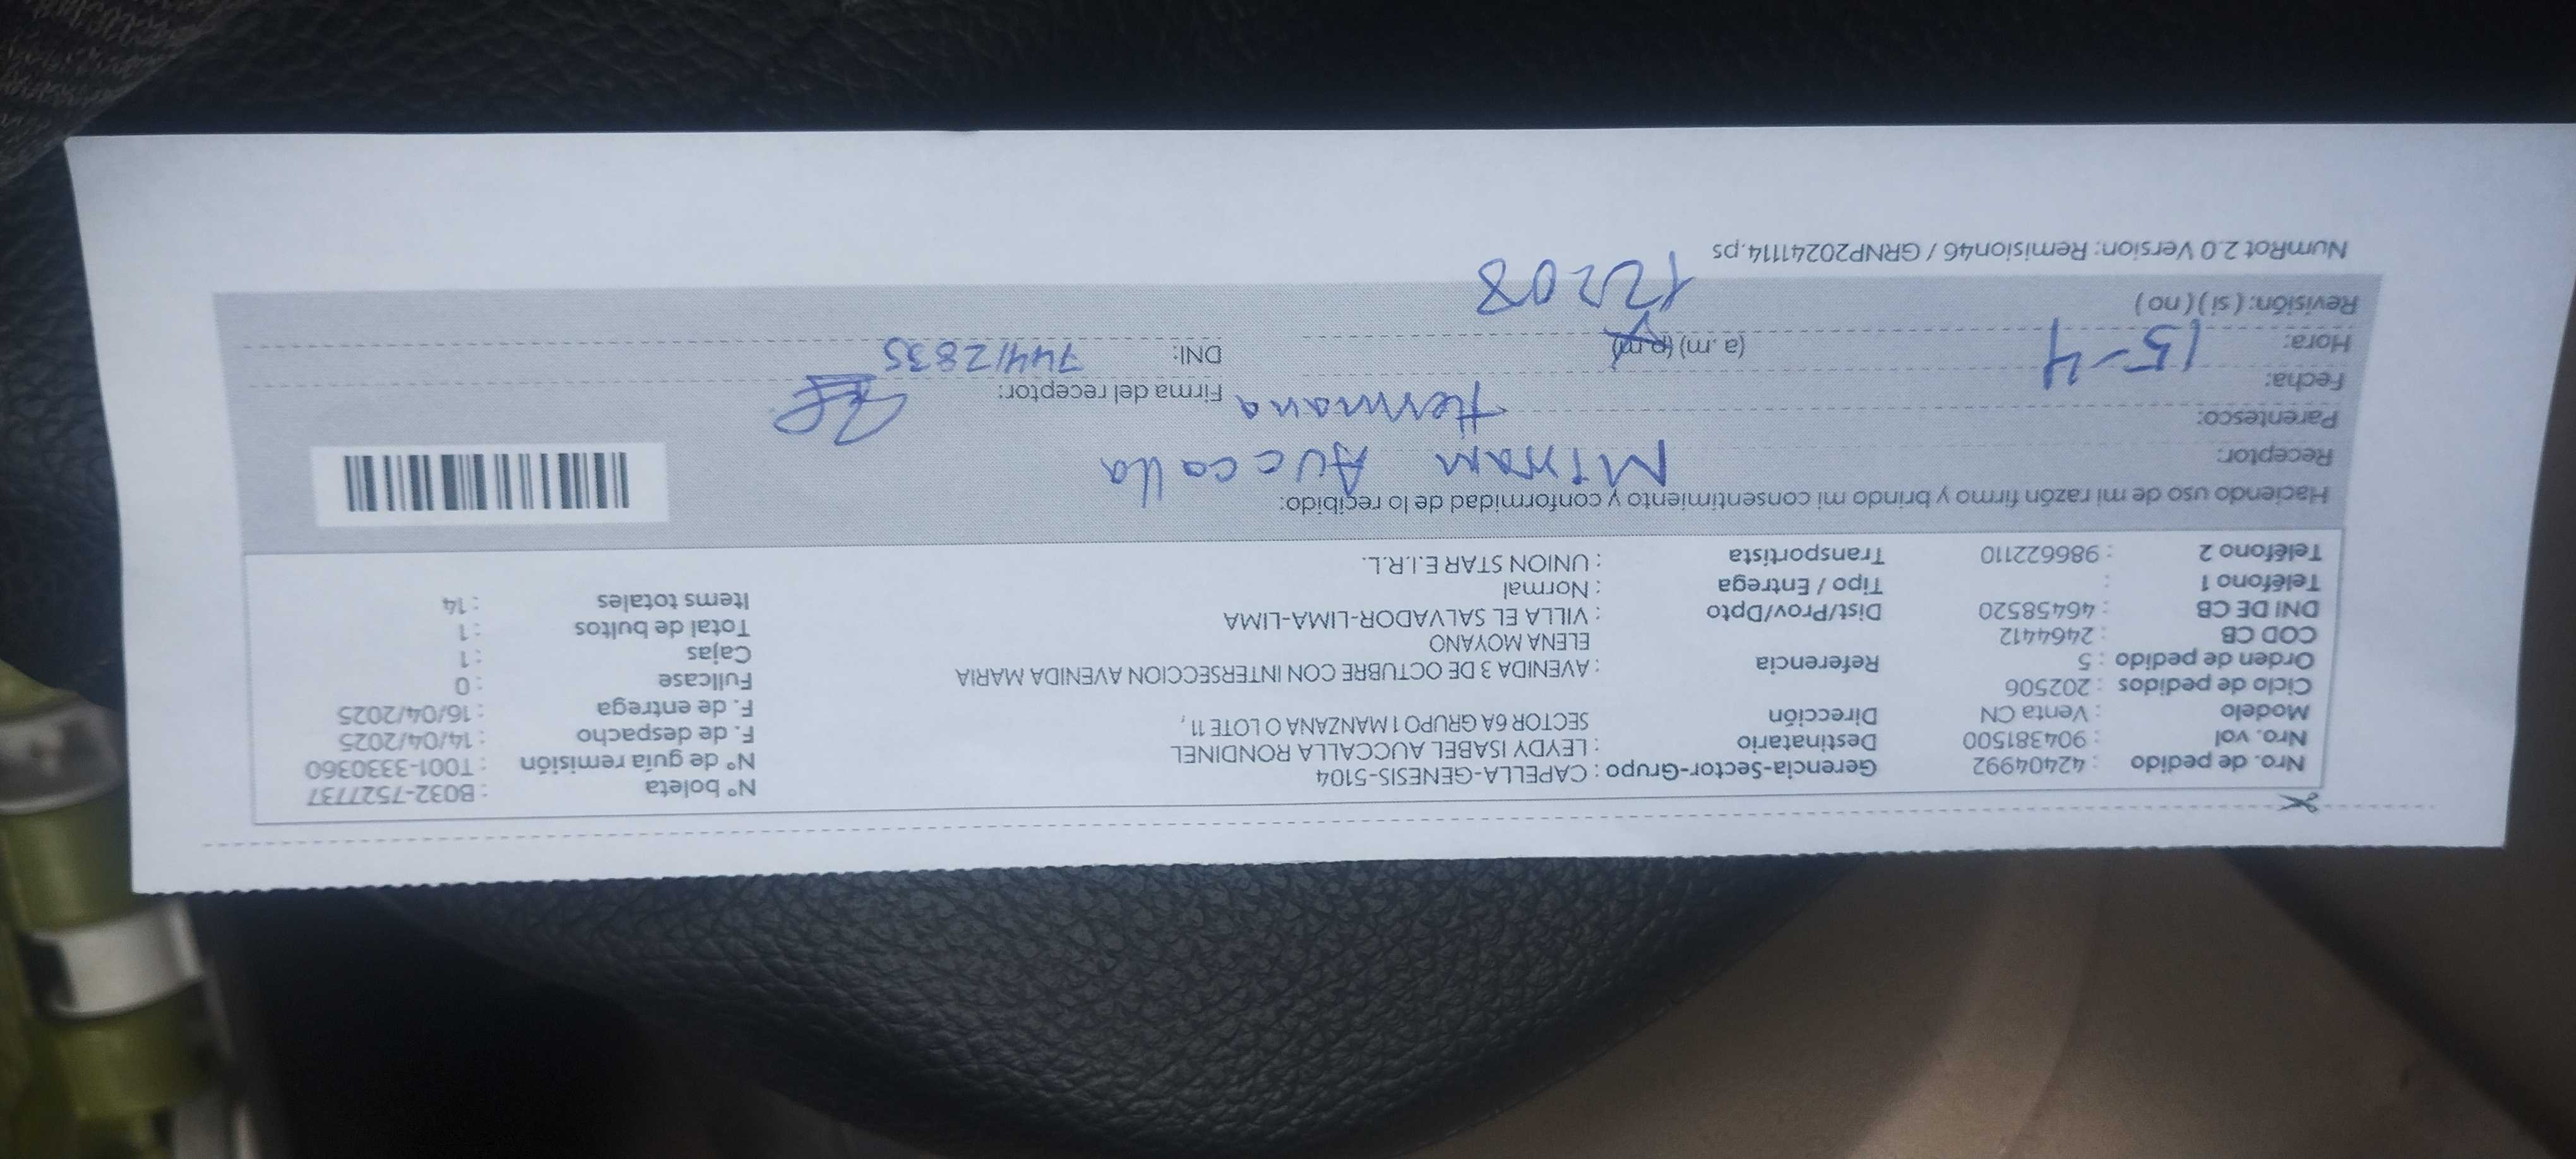 Nro. de pedido : 42404992 Gerencia-Sector-Grupo : CAPELLA-GENESIS-5104 N° boleta : B032-7527737
Nro. vol : 904381500 Destinatario : LEYDY ISABEL AUCCALLA RONDINEL N° de guía remisión : T001-3330360
Modelo : Venta CN Dirección SECTOR 6A GRUPO 1 MANZANA O LOTE 11, F. de despacho : 14/04/2025
Ciclo de pedidos : 202506 F. de entrega : 16/04/2025
Orden de pedido : 5 Referencia : AVENIDA 3 DE OCTUBRE CON INTERSECCION AVENIDA MARIA Fullcase : 0
COD CB : 2464412 ELENA MOYANO Cajas : 1
DNI DE CB : 46458520 Dist/Prov/Dpto : VILLA EL SALVADOR-LIMA-LIMA Total de bultos : 1
Teléfono 1 : Tipo / Entrega : Normal Items totales : 14
Teléfono 2 : 986622110 Transportista : UNION STAR E.I.R.L.
Haciendo uso de mi razón firmo y brindo mi consentimiento y conformidad de lo recibido:
Receptor: Miriam Auccalla
Parentesco: Hermana Firma del receptor:
Fecha: 15-4
Hora: (a.m) (p.m) DNI: 74412835
Revisión: ( si ) ( no ) 12208
NumRot 2.0 Version: Remision46 / GRNP20241114.ps